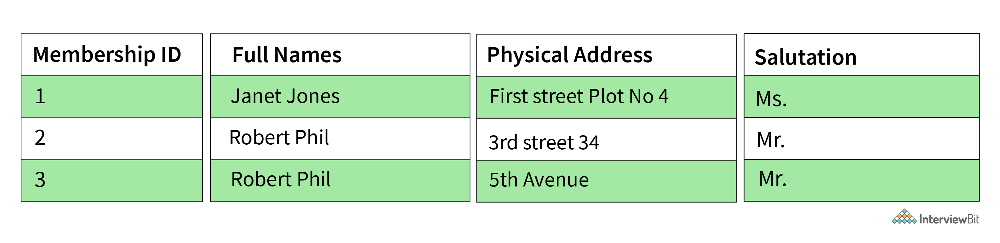 Membership ID Full Names Physical Address Salutation
1 Janet Jones First street Plot No 4 Ms.
2 Robert Phil 3rd street 34 Mr.
3 Robert Phil 5th Avenue Mr.
InterviewBit